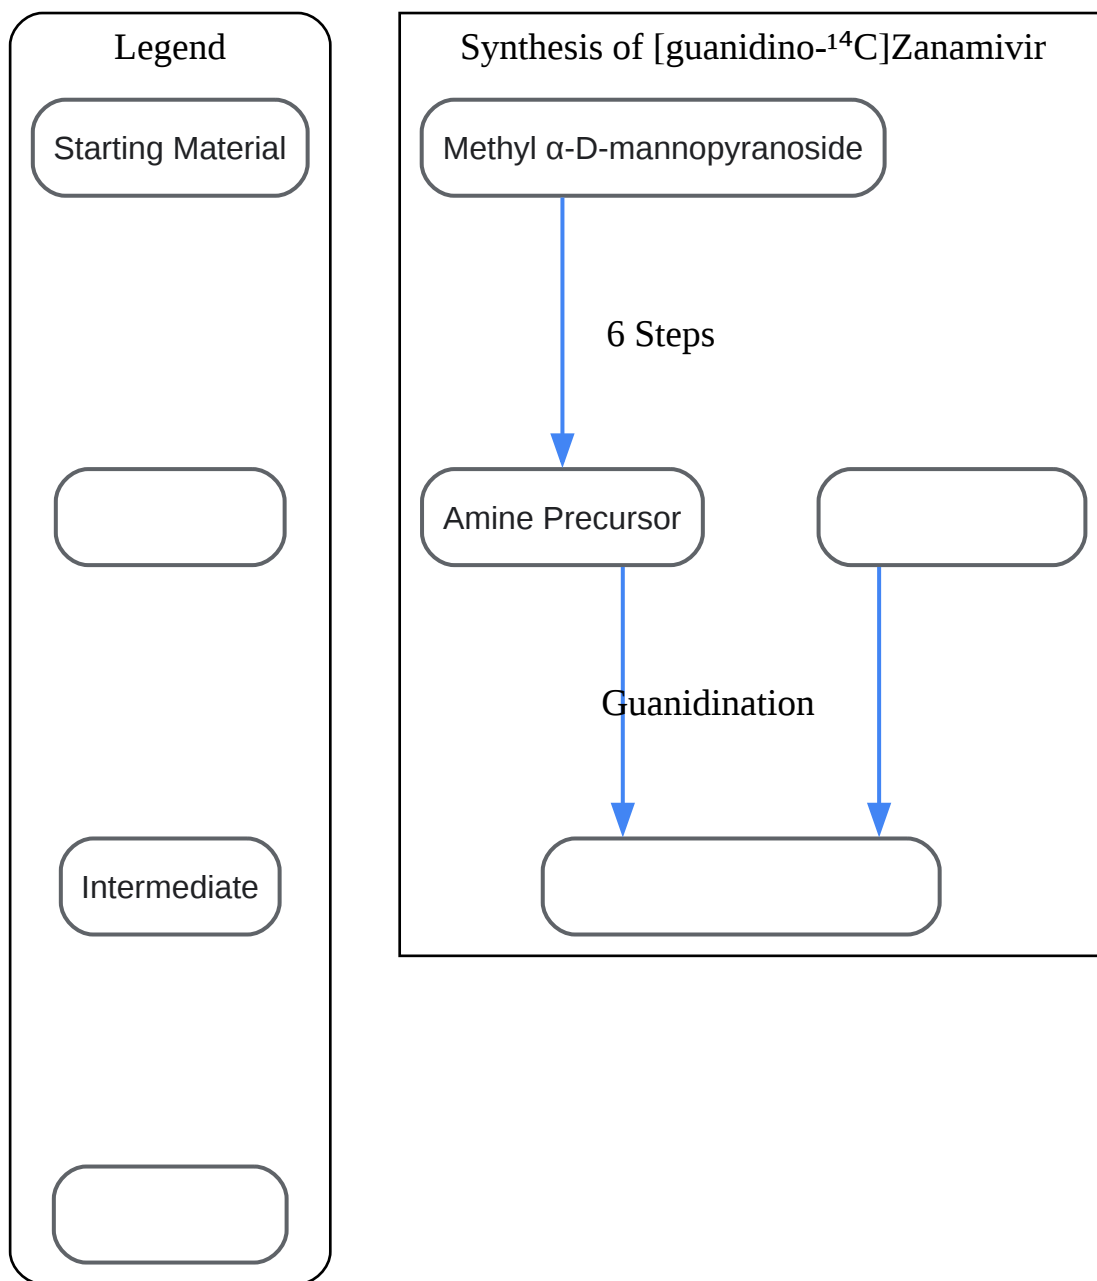 Legend
Starting Material
Intermediate
Synthesis of [guanidino-¹⁴C]Zanamivir
Methyl α-D-mannopyranoside
6 Steps
Amine Precursor
Guanidination